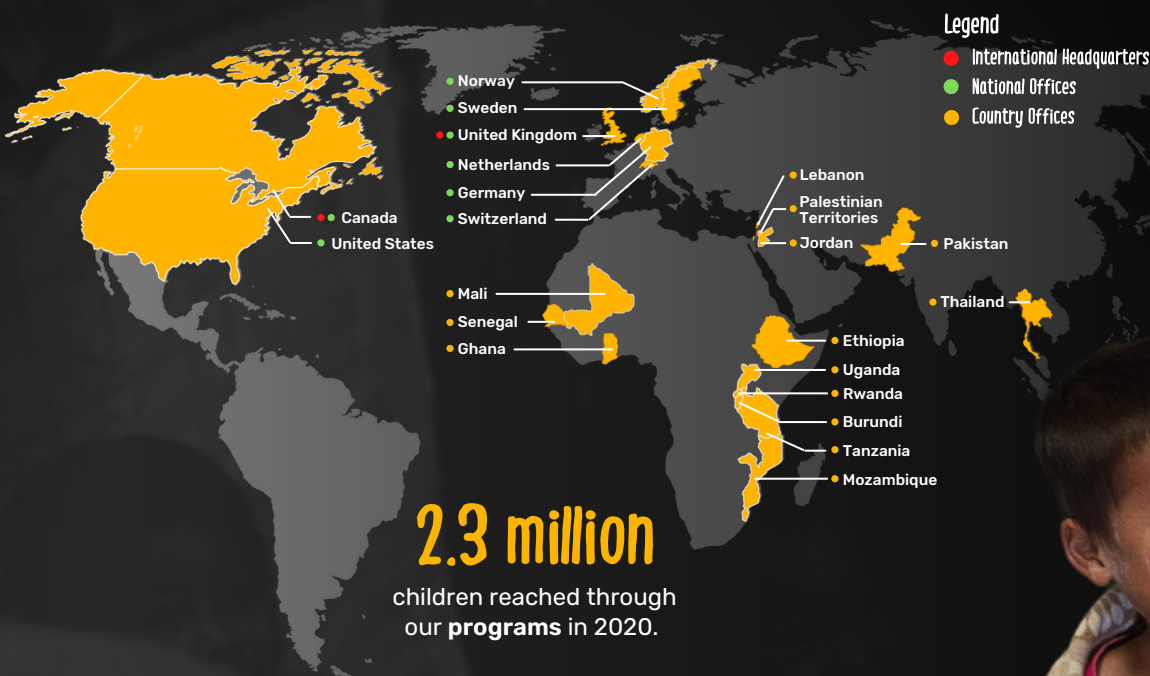 Legend
International Headquarters
National Offices
Country Offices
Norway
Sweden
United Kingdom
Netherlands
Germany
Switzerland
Canada
United States
Lebanon
Palestinian
Territories
Jordan
Pakistan
Thailand
Mali
Senegal
Ghana
Ethiopia
Uganda
Rwanda
Burundi
Tanzania
Mozambique
2.3 million
children reached through
our programs in 2020.